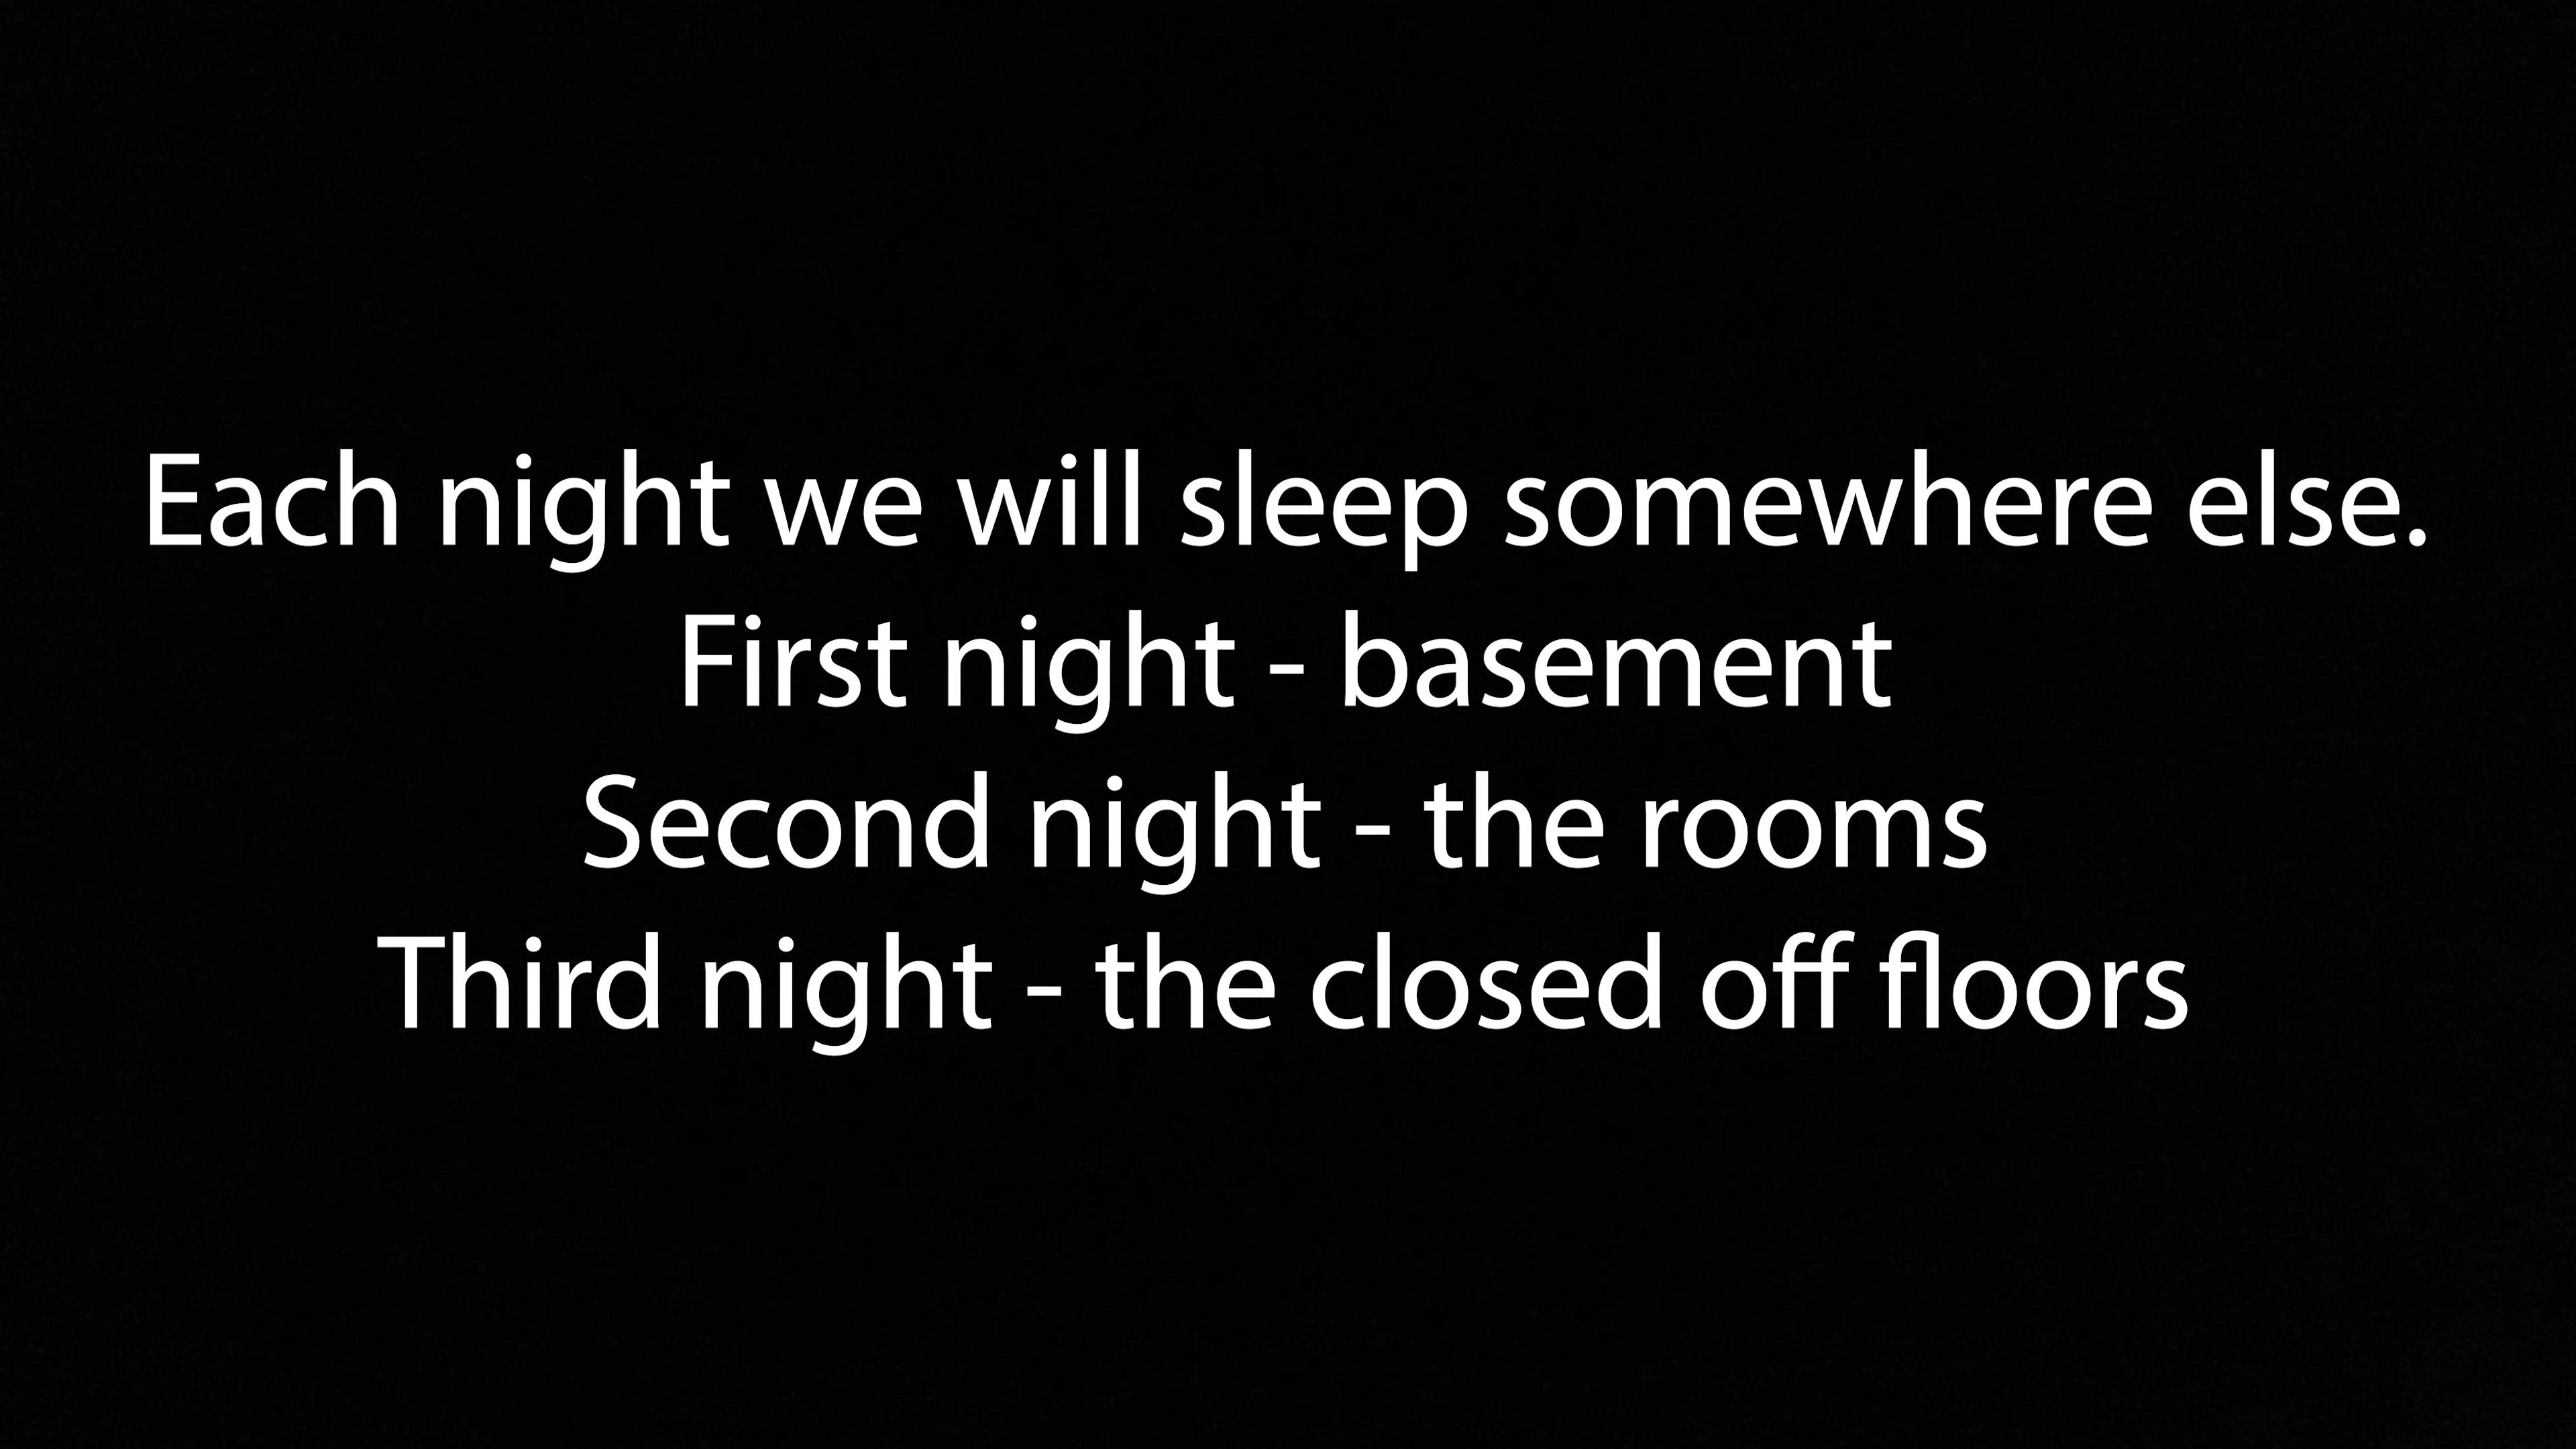 Each night we will sleep somewhere else.
First night - basement
Second night - the rooms
Third night - the closed off floors